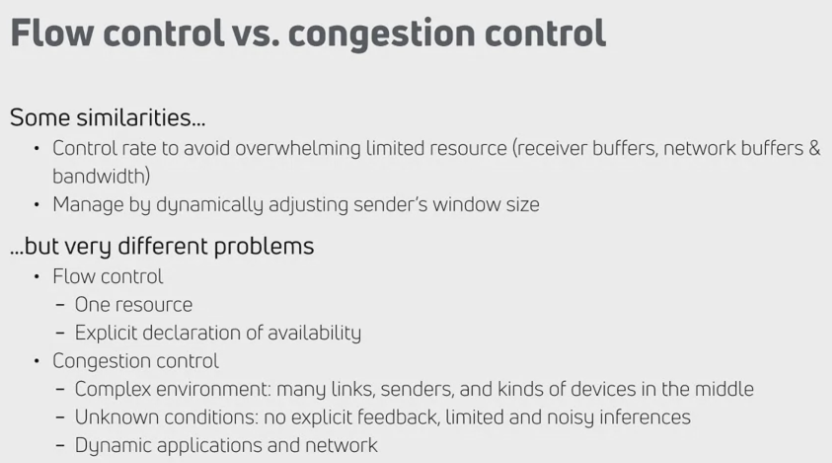 Flow control vs. congestion control
Some similarities...
• Control rate to avoid overwhelming limited resource (receiver buffers, network buffers &
bandwidth)
• Manage by dynamically adjusting sender's window size
...but very different problems
• Flow control
– One resource
– Explicit declaration of availability
• Congestion control
– Complex environment: many links, senders, and kinds of devices in the middle
– Unknown conditions: no explicit feedback, limited and noisy inferences
– Dynamic applications and network